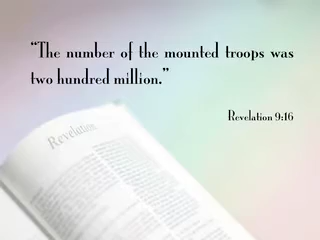 “The number of the mounted troops was
two hundred million.”
Revelation 9:16
Revelation